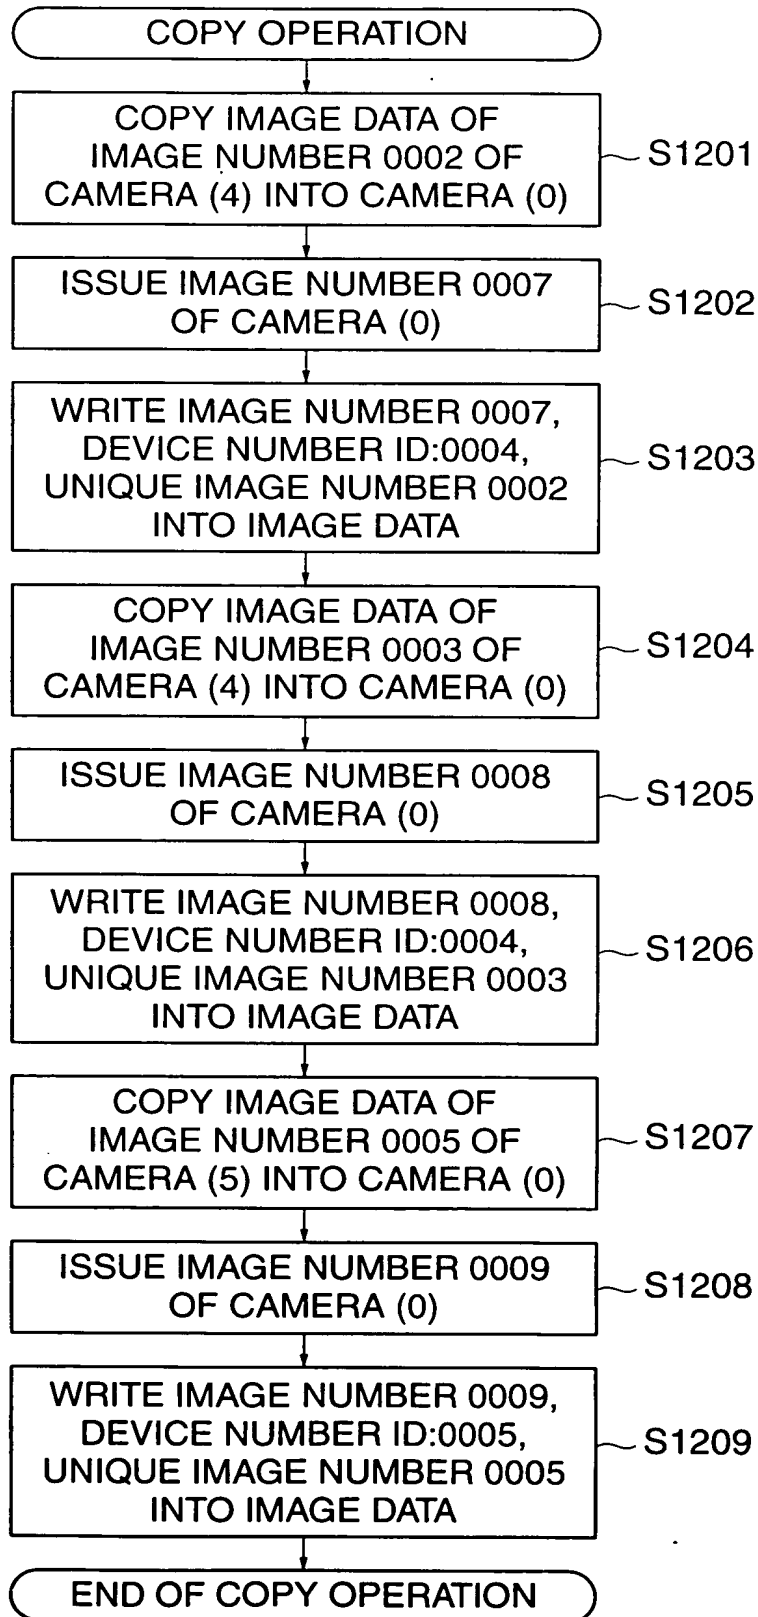 COPY OPERATION
COPY IMAGE DATA OF
IMAGE NUMBER 0002 OF
CAMERA (4) INTO CAMERA (0)
S1201
ISSUE IMAGE NUMBER 0007
OF CAMERA (0)
S1202
WRITE IMAGE NUMBER 0007,
DEVICE NUMBER ID:0004,
UNIQUE IMAGE NUMBER 0002
INTO IMAGE DATA
S1203
COPY IMAGE DATA OF
IMAGE NUMBER 0003 OF
CAMERA (4) INTO CAMERA (0)
S1204
ISSUE IMAGE NUMBER 0008
OF CAMERA (0)
S1205
WRITE IMAGE NUMBER 0008,
DEVICE NUMBER ID:0004,
UNIQUE IMAGE NUMBER 0003
INTO IMAGE DATA
S1206
COPY IMAGE DATA OF
IMAGE NUMBER 0005 OF
CAMERA (5) INTO CAMERA (0)
S1207
ISSUE IMAGE NUMBER 0009
OF CAMERA (0)
S1208
WRITE IMAGE NUMBER 0009,
DEVICE NUMBER ID:0005,
UNIQUE IMAGE NUMBER 0005
INTO IMAGE DATA
S1209
END OF COPY OPERATION